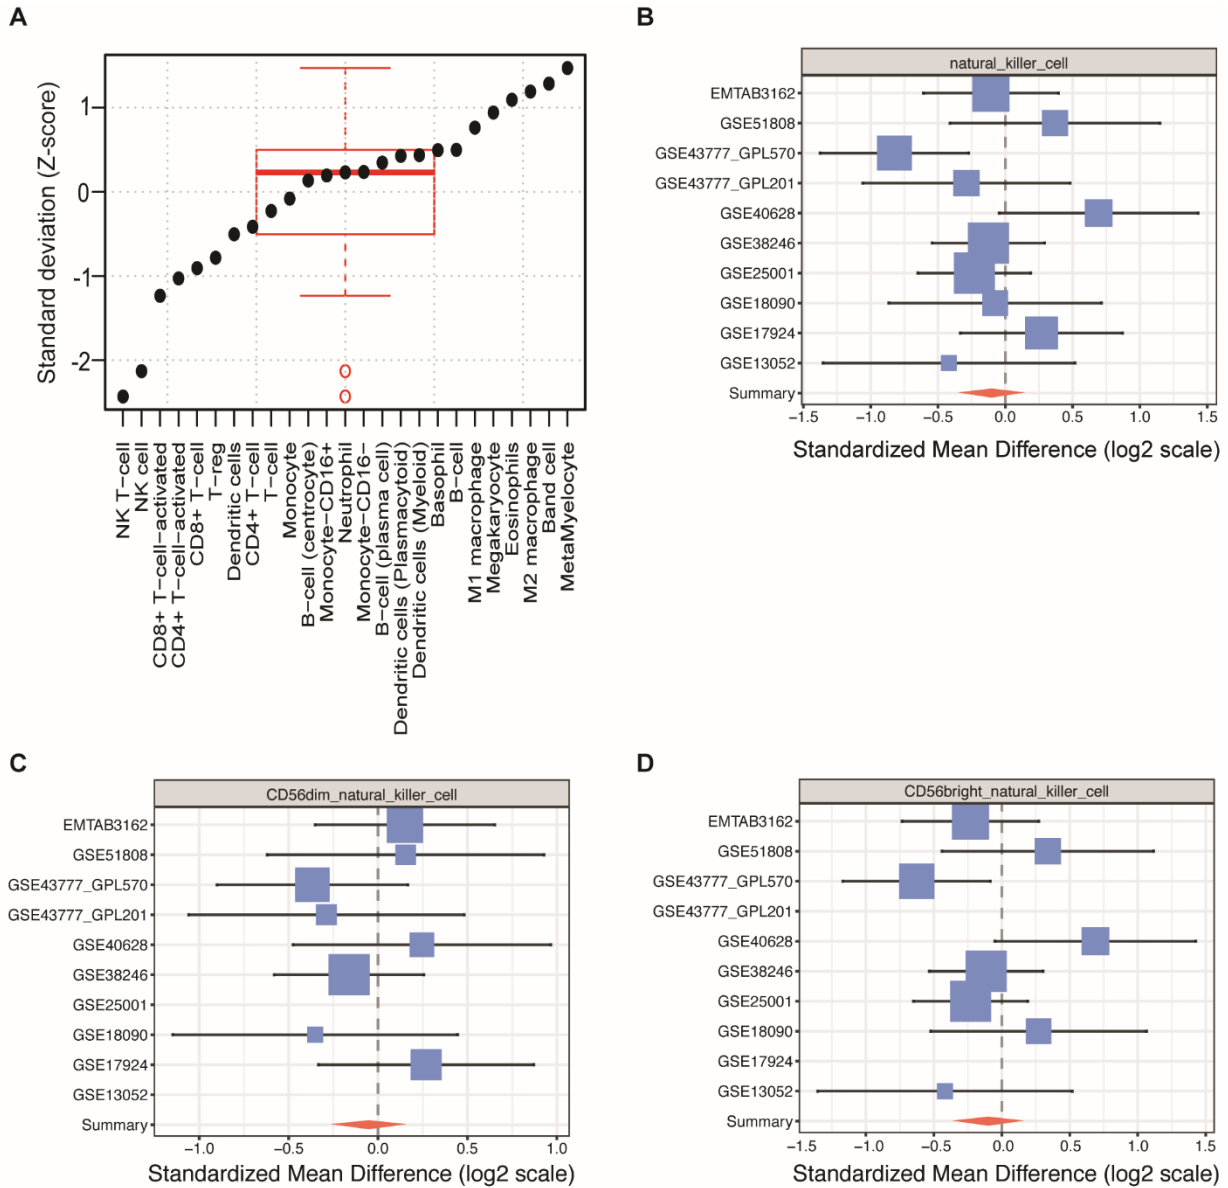 A
Standard deviation (Z-score)
1
0
-1
-2
NK T-cell
NK cell
CD8+ T-cell-activated
CD4+ T-cell-activated
CD8+ T-cell
T-reg
Dendritic cells
CD4+ T-cell
T-cell
Monocyte
B-cell (centrocyte)
Monocyte-CD16+
Neutrophil
Monocyte-CD16-
B-cell (plasma cell)
Dendritic cells (Plasmacytoid)
Dendritic cells (Myeloid)
Basophil
B-cell
M1 macrophage
Megakaryocyte
Eosinophils
M2 macrophage
Band cell
MetaMyelocyte
B
natural_killer_cell
EMTAB3162
GSE51808
GSE43777_GPL570
GSE43777_GPL201
GSE40628
GSE38246
GSE25001
GSE18090
GSE17924
GSE13052
Summary
-1.5 -1.0 -0.5 0.0 0.5 1.0 1.5
Standardized Mean Difference (log2 scale)
C
CD56dim_natural_killer_cell
EMTAB3162
GSE51808
GSE43777_GPL570
GSE43777_GPL201
GSE40628
GSE38246
GSE25001
GSE18090
GSE17924
GSE13052
Summary
-1.0 -0.5 0.0 0.5 1.0
Standardized Mean Difference (log2 scale)
D
CD56bright_natural_killer_cell
EMTAB3162
GSE51808
GSE43777_GPL570
GSE43777_GPL201
GSE40628
GSE38246
GSE25001
GSE18090
GSE17924
GSE13052
Summary
-1.5 -1.0 -0.5 0.0 0.5 1.0 1.5
Standardized Mean Difference (log2 scale)